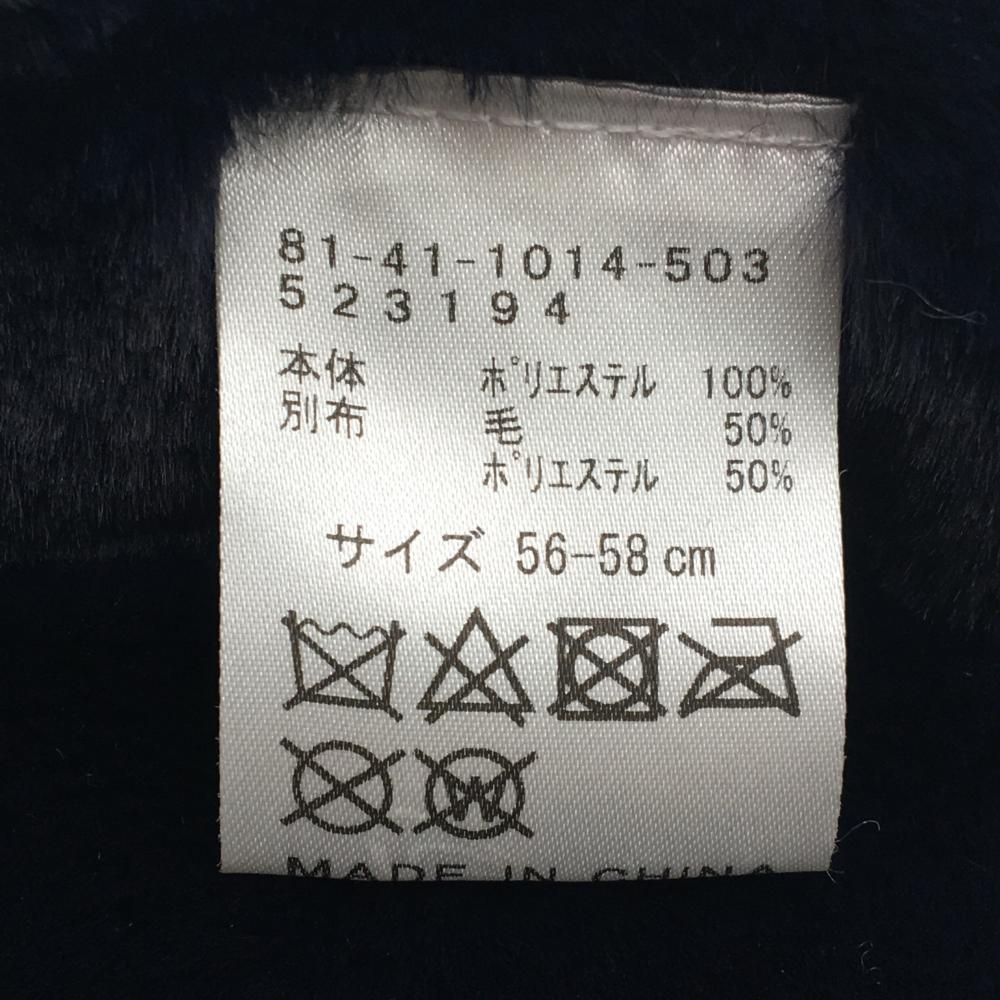 81-41-1014-503
523194
本体 ポリエステル 100%
別布 毛 50%
ポリエステル 50%
サイズ 56-58 cm
W
MADE IN CHINA